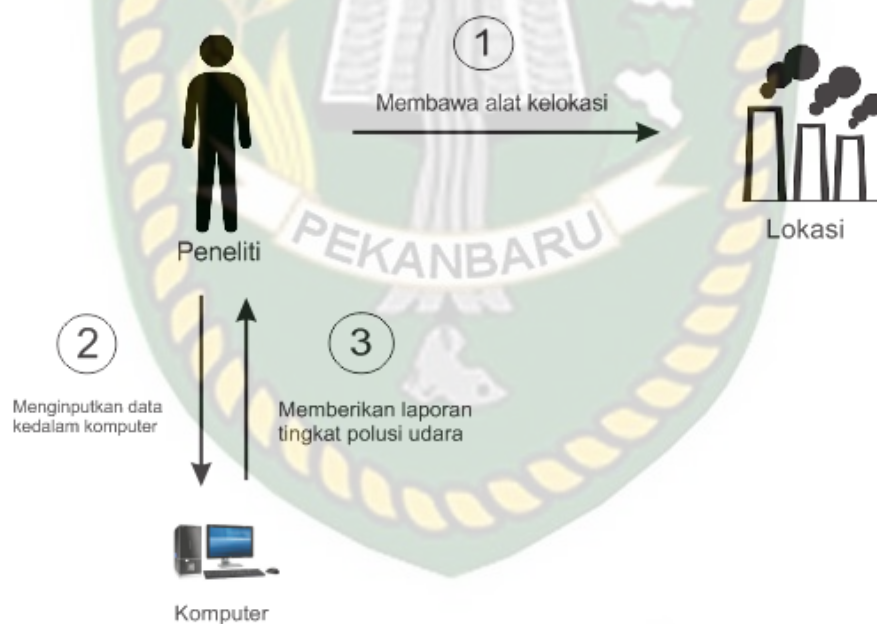 1
Membawa alat kelokasi
Peneliti
Lokasi
PEKANBARU
2
Menginputkan data
kedalam komputer
3
Memberikan laporan
tingkat polusi udara
Komputer